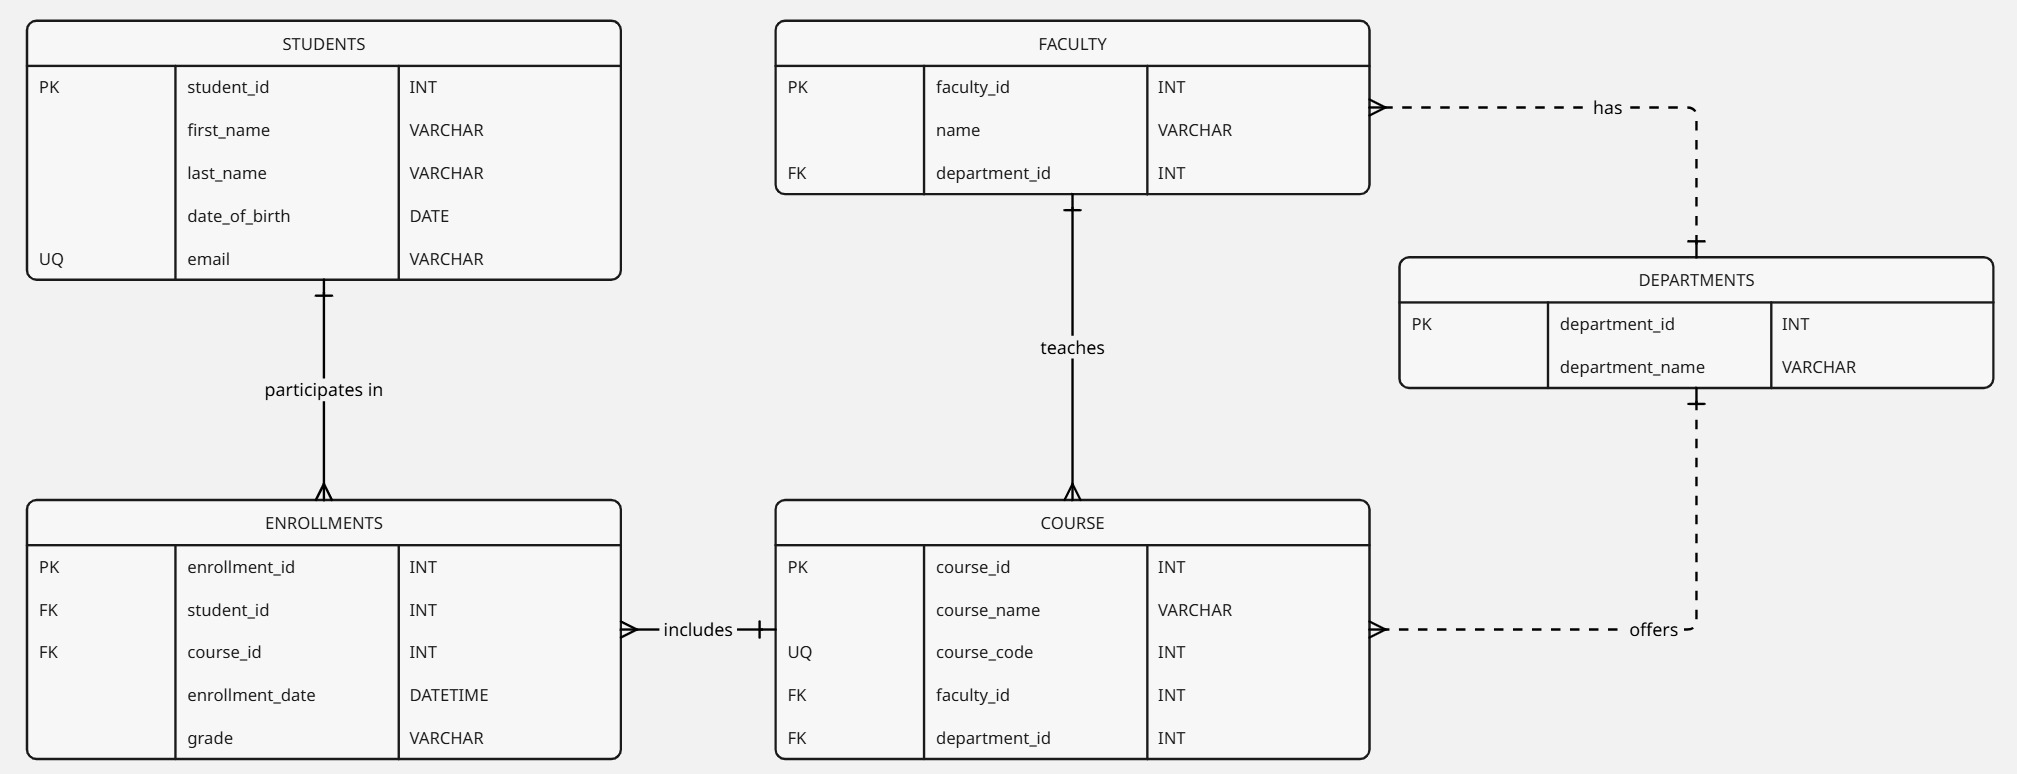 STUDENTS
PK student_id INT
first_name VARCHAR
last_name VARCHAR
date_of_birth DATE
UQ email VARCHAR
FACULTY
PK faculty_id INT
name VARCHAR
FK department_id INT
has
DEPARTMENTS
PK department_id INT
department_name VARCHAR
teaches
participates in
ENROLLMENTS
PK enrollment_id INT
FK student_id INT
FK course_id INT
enrollment_date DATETIME
grade VARCHAR
includes
COURSE
PK course_id INT
course_name VARCHAR
UQ course_code INT
FK faculty_id INT
FK department_id INT
offers